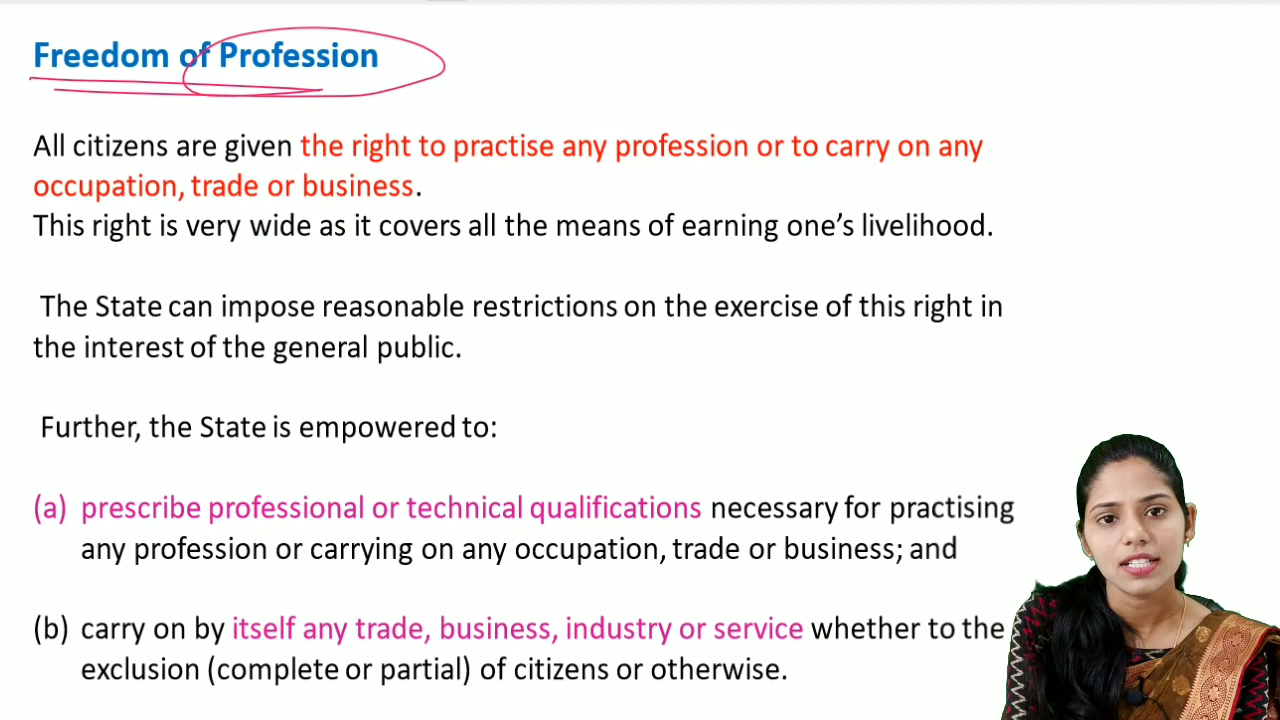 Freedom of Profession
All citizens are given the right to practise any profession or to carry on any
occupation, trade or business.
This right is very wide as it covers all the means of earning one’s livelihood.
The State can impose reasonable restrictions on the exercise of this right in
the interest of the general public.
Further, the State is empowered to:
(a) prescribe professional or technical qualifications necessary for practising
any profession or carrying on any occupation, trade or business; and
(b) carry on by itself any trade, business, industry or service whether to the
exclusion (complete or partial) of citizens or otherwise.